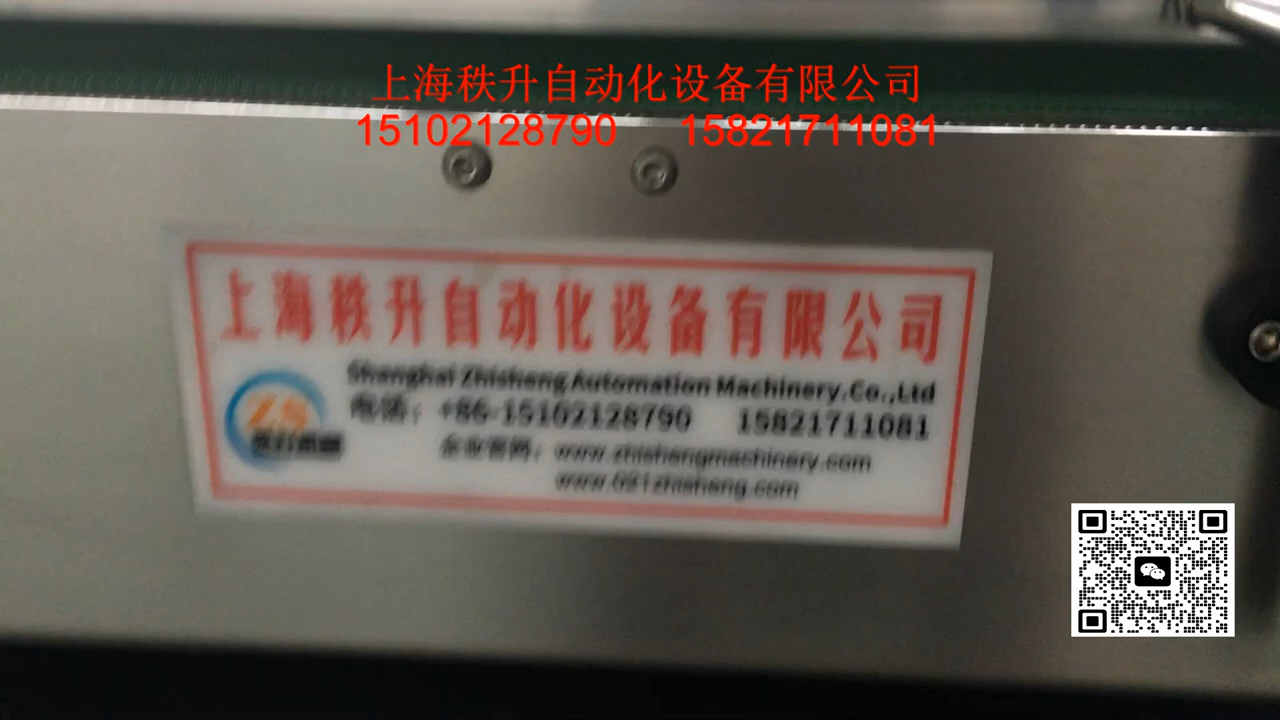 上海秩升自动化设备有限公司
15102128790 15821711081
上海秩升自动化设备有限公司
Shanghai Zhisheng Automation Machinery.Co.,Ltd
电话：+86-15102128790 15821711081
企业官网：www.zhishengmachinery.com
www.021zhisheng.com
ZS